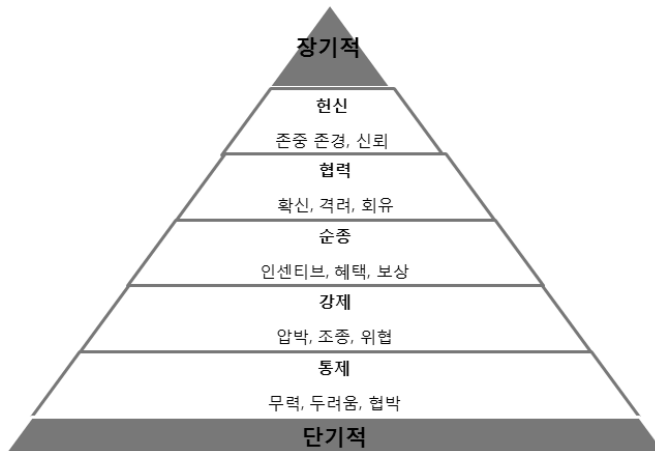 장기적
헌신
존중 존경, 신뢰
협력
확신, 격려, 회유
순종
인센티브, 혜택, 보상
강제
압박, 조종, 위협
통제
무력, 두려움, 협박
단기적